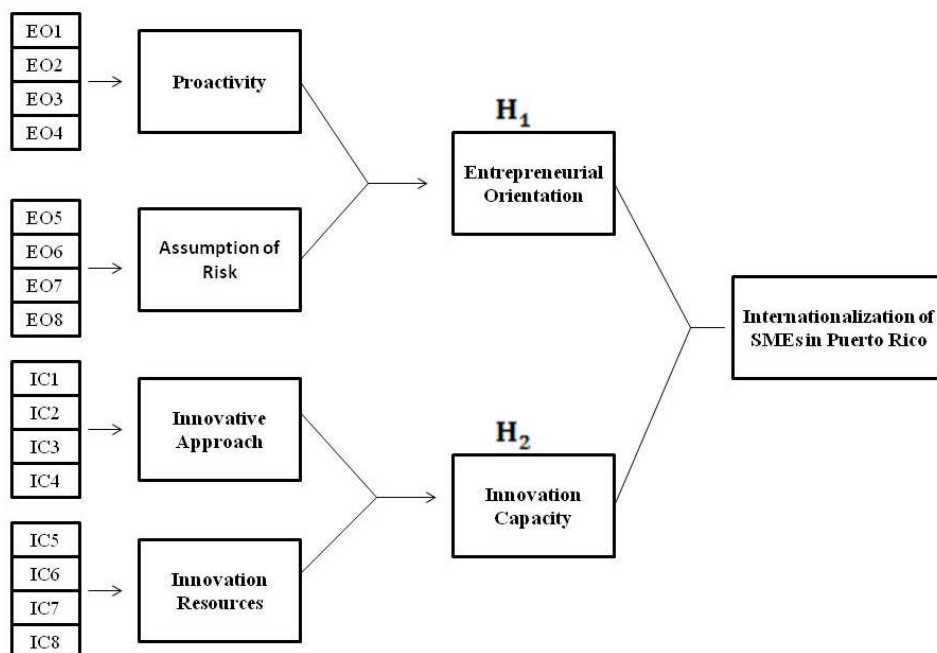 EO1
EO2
EO3
EO4
Proactivity
EO5
EO6
EO7
EO8
Assumption of
Risk
H1
Entrepreneurial
Orientation
IC1
IC2
IC3
IC4
Innovative
Approach
IC5
IC6
IC7
IC8
Innovation
Resources
H2
Innovation
Capacity
Internationalization of
SMEs in Puerto Rico